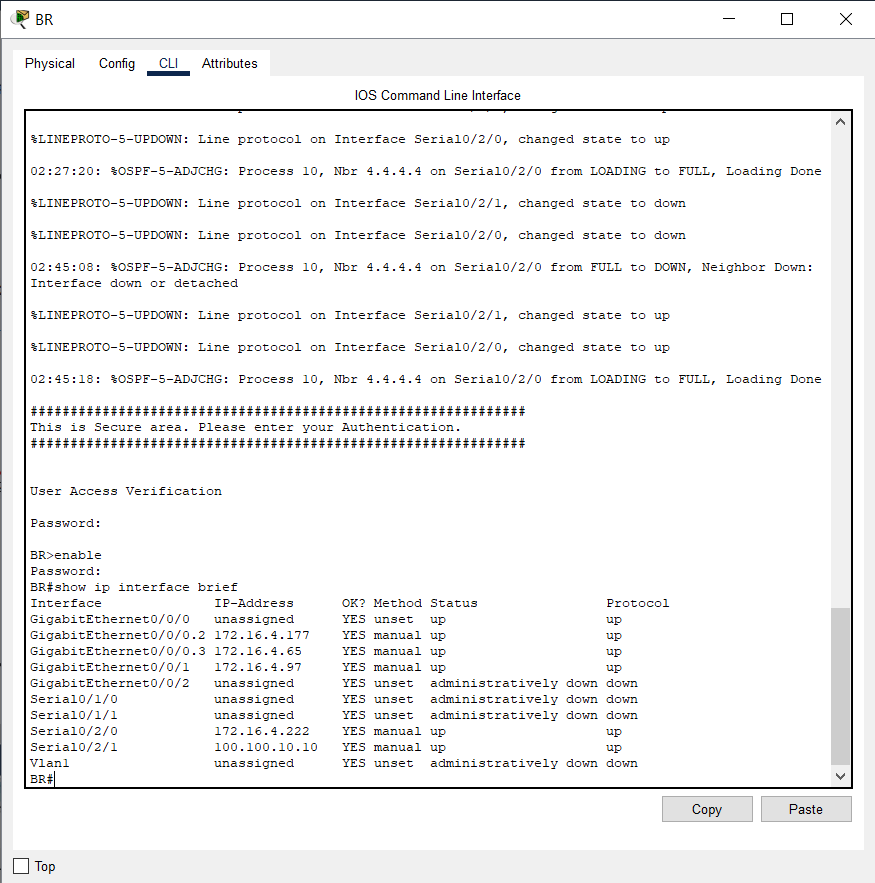 BR
Physical Config CLI Attributes
IOS Command Line Interface
%LINEPROTO-5-UPDOWN: Line protocol on Interface Serial0/2/0, changed state to up
02:27:20: %OSPF-5-ADJCHG: Process 10, Nbr 4.4.4.4 on Serial0/2/0 from LOADING to FULL, Loading Done
%LINEPROTO-5-UPDOWN: Line protocol on Interface Serial0/2/1, changed state to down
%LINEPROTO-5-UPDOWN: Line protocol on Interface Serial0/2/0, changed state to down
02:45:08: %OSPF-5-ADJCHG: Process 10, Nbr 4.4.4.4 on Serial0/2/0 from FULL to DOWN, Neighbor Down:
Interface down or detached
%LINEPROTO-5-UPDOWN: Line protocol on Interface Serial0/2/1, changed state to up
%LINEPROTO-5-UPDOWN: Line protocol on Interface Serial0/2/0, changed state to up
02:45:18: %OSPF-5-ADJCHG: Process 10, Nbr 4.4.4.4 on Serial0/2/0 from LOADING to FULL, Loading Done
##############################################################
This is Secure area. Please enter your Authentication.
##############################################################
User Access Verification
Password:
BR>enable
Password:
BR#show ip interface brief
Interface              IP-Address      OK? Method Status                Protocol
GigabitEthernet0/0/0   unassigned      YES unset  up                    up
GigabitEthernet0/0/0.2 172.16.4.177    YES manual up                    up
GigabitEthernet0/0/0.3 172.16.4.65     YES manual up                    up
GigabitEthernet0/0/1   172.16.4.97     YES manual up                    up
GigabitEthernet0/0/2   unassigned      YES unset  administratively down down
Serial0/1/0            unassigned      YES unset  administratively down down
Serial0/1/1            unassigned      YES unset  administratively down down
Serial0/2/0            172.16.4.222    YES manual up                    up
Serial0/2/1            100.100.10.10   YES manual up                    up
Vlan1                  unassigned      YES unset  administratively down down
BR#
Copy Paste
Top